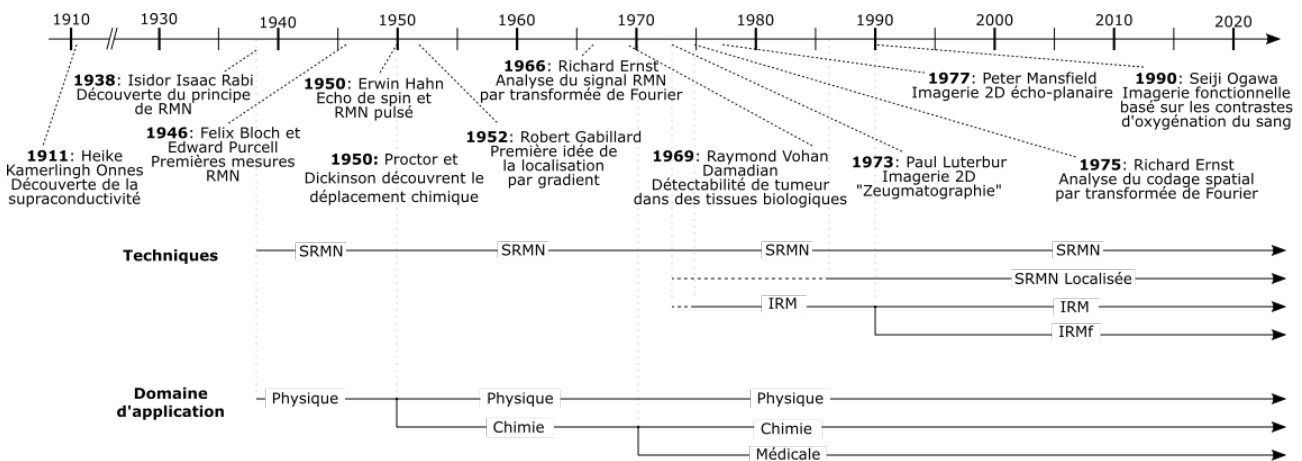 1910 1930 1940 1950 1960 1970 1980 1990 2000 2010 2020
1938: Isidor Isaac Rabi
Découverte du principe
de RMN
1950: Erwin Hahn
Echo de spin et
RMN pulsé
1966: Richard Ernst
Analyse du signal RMN
par transformée de Fourier
1977: Peter Mansfield
Imagerie 2D écho-planaire
1990: Seiji Ogawa
Imagerie fonctionnelle
basé sur les contrastes
d'oxygénation du sang
1911: Heike
Kamerlingh Onnes
Découverte de la
supraconductivité
1946: Felix Bloch et
Edward Purcell
Premières mesures
RMN
1950: Proctor et
Dickinson découvrent le
déplacement chimique
1952: Robert Gabillard
Première idée de
la localisation
par gradient
1969: Raymond Vohan
Damadian
Détectabilité de tumeur
dans des tissues biologiques
1973: Paul Luterbur
Imagerie 2D
"Zeugmatographie"
1975: Richard Ernst
Analyse du codage spatial
par transformée de Fourier
Techniques
SRMN SRMN SRMN SRMN
SRMN Localisée
IRM IRM
IRMf
Domaine
d'application
Physique Physique Physique
Chimie Chimie
Médicale